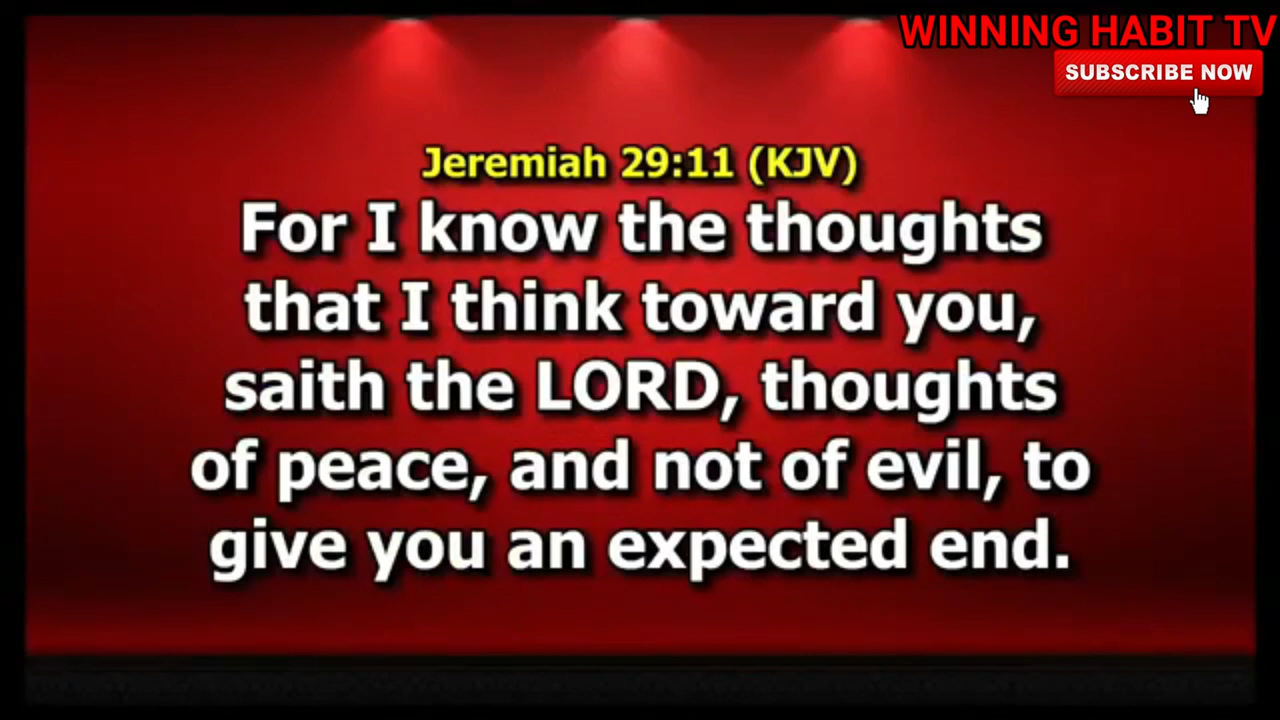 WINNING HABIT TV
SUBSCRIBE NOW
Jeremiah 29:11 (KJV)
For I know the thoughts
that I think toward you,
saith the LORD, thoughts
of peace, and not of evil, to
give you an expected end.